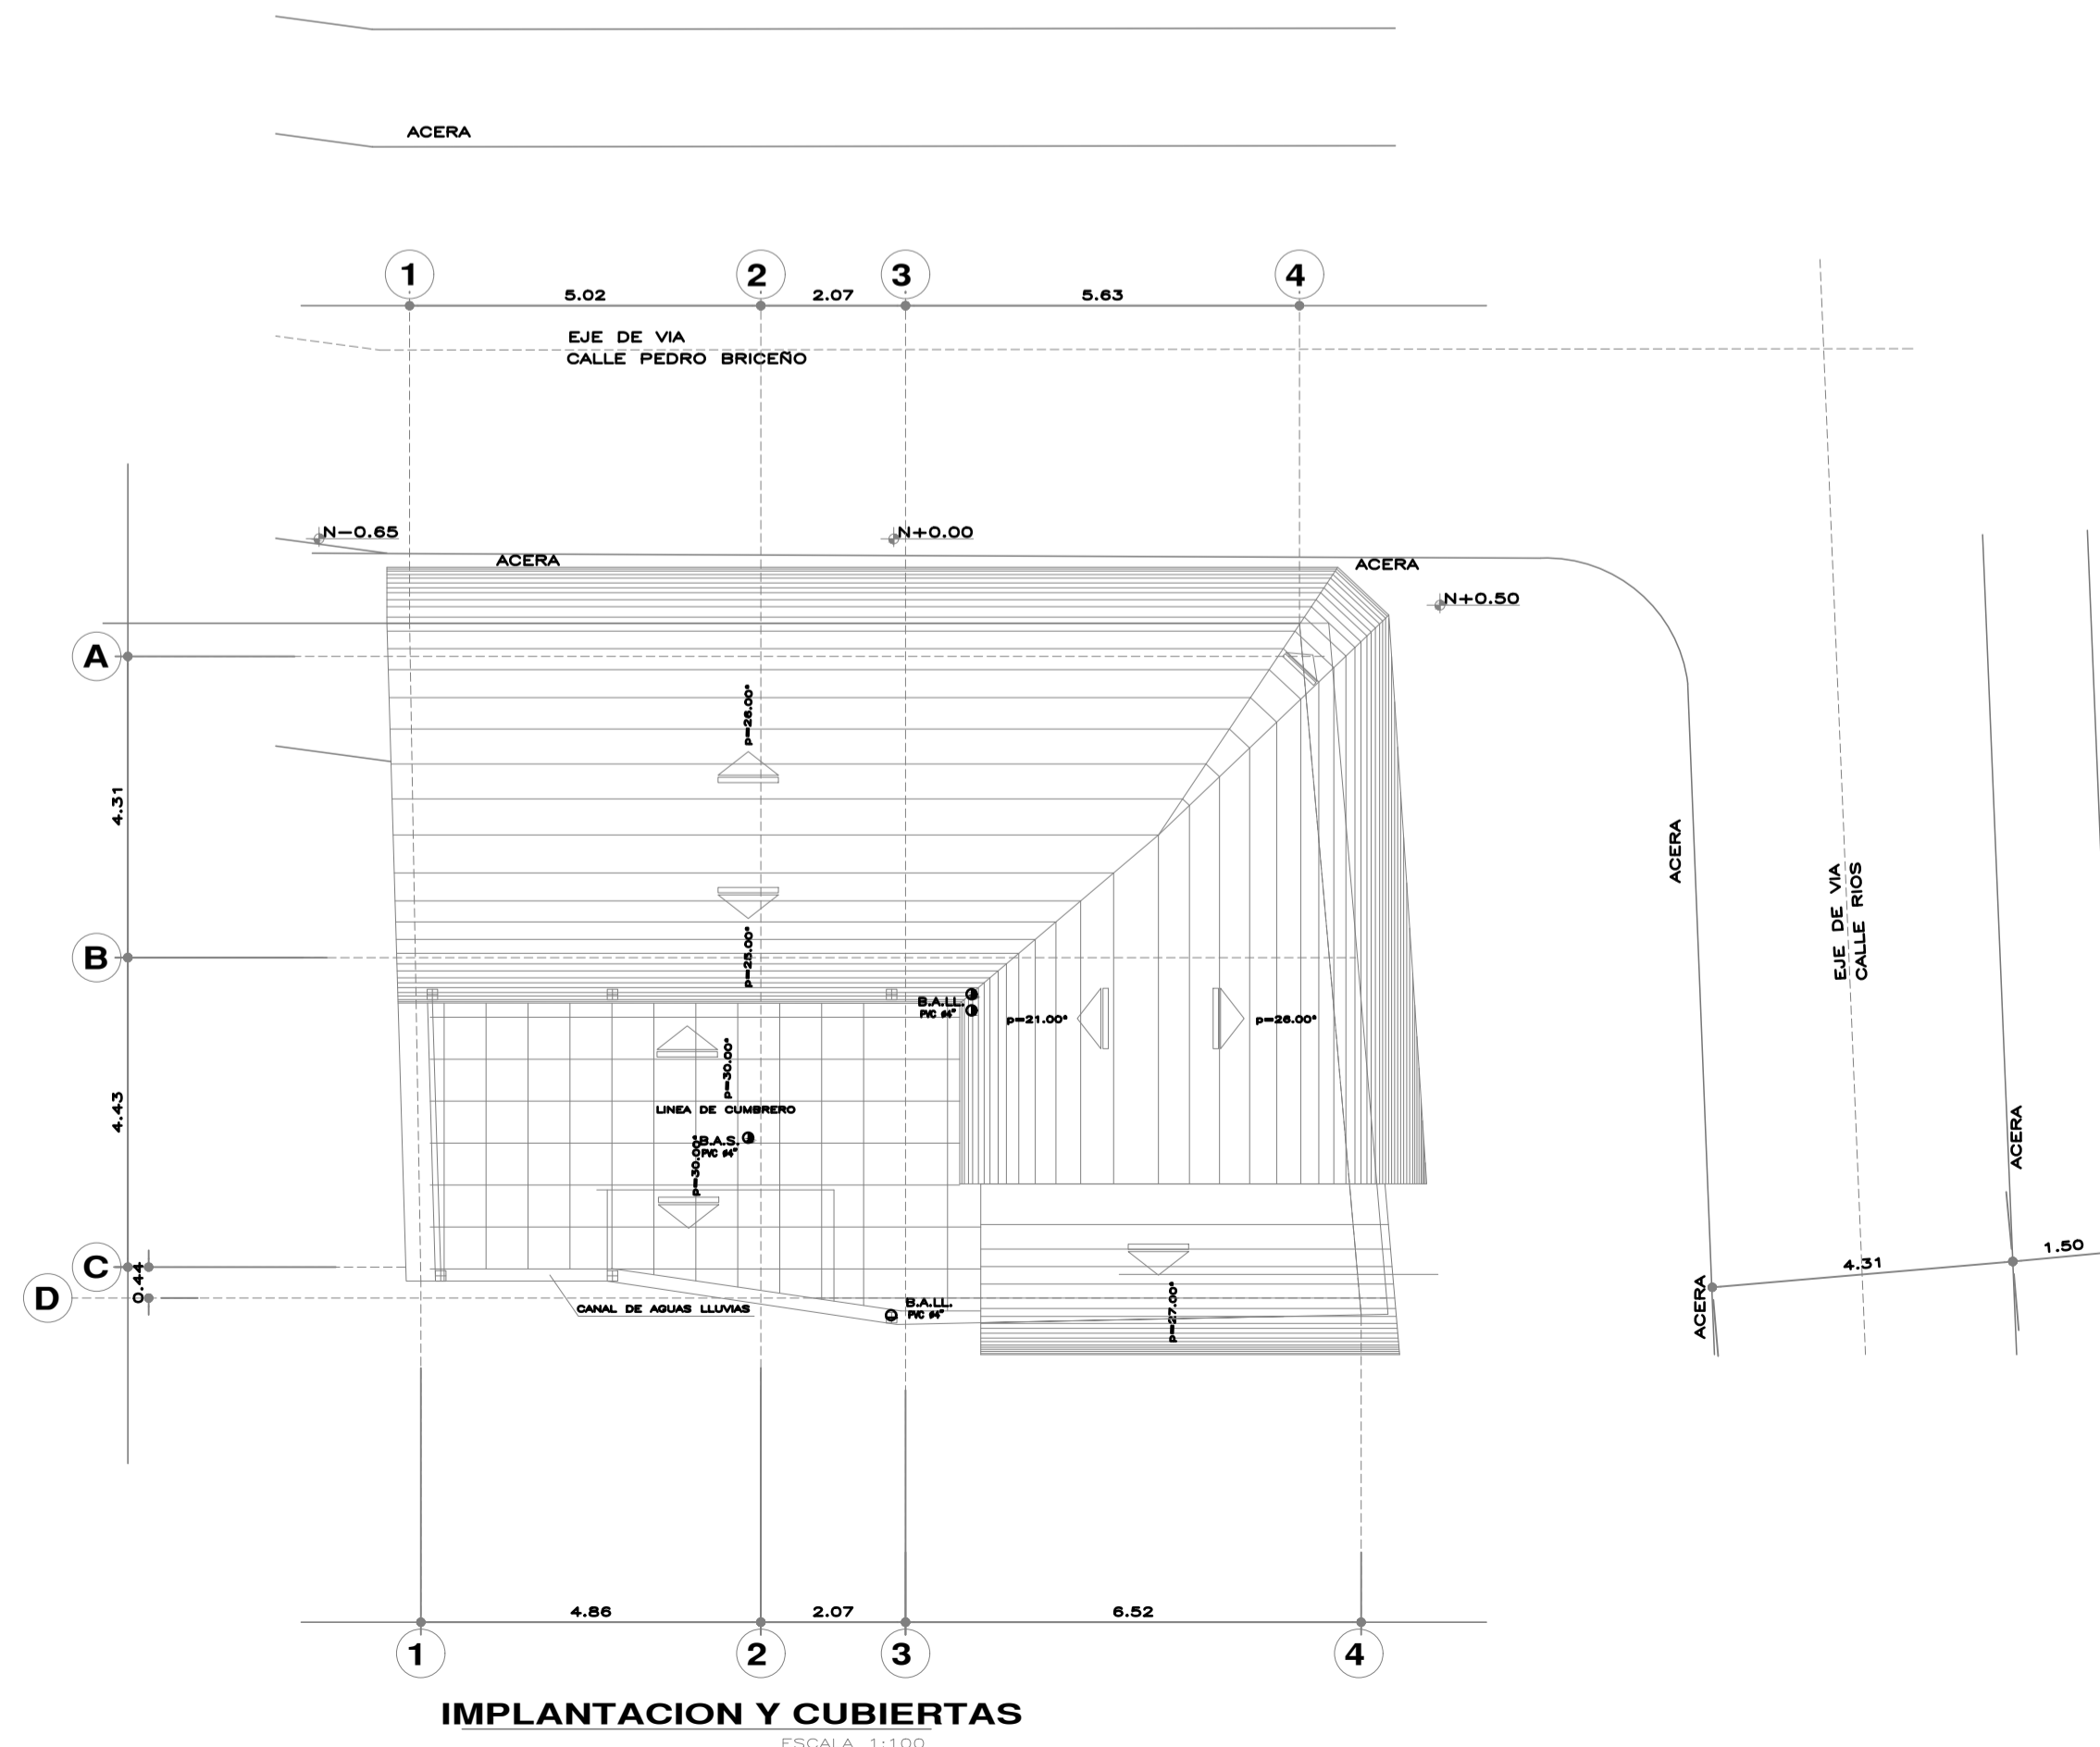 ACERA
1
2
3
4
5.02
2.07
5.63
EJE DE VIA
CALLE PEDRO BRICEÑO
N-0.65
N+0.00
ACERA
ACERA
N+0.50
A
p=26.00°
4.31
ACERA
EJE DE VIA
CALLE RIOS
p=25.00°
B
B.A.LL.
PVC ø4"
p=21.00°
p=26.00°
p=30.00°
4.43
LINEA DE CUMBRERO
B.A.S.
PVC ø4"
p=30.00°
ACERA
C
0.44
D
4.31
1.50
ACERA
CANAL DE AGUAS LLUVIAS
B.A.LL.
PVC ø4"
p=27.00°
4.86
2.07
6.52
1
2
3
4
IMPLANTACION Y CUBIERTAS
ESCALA 1:100